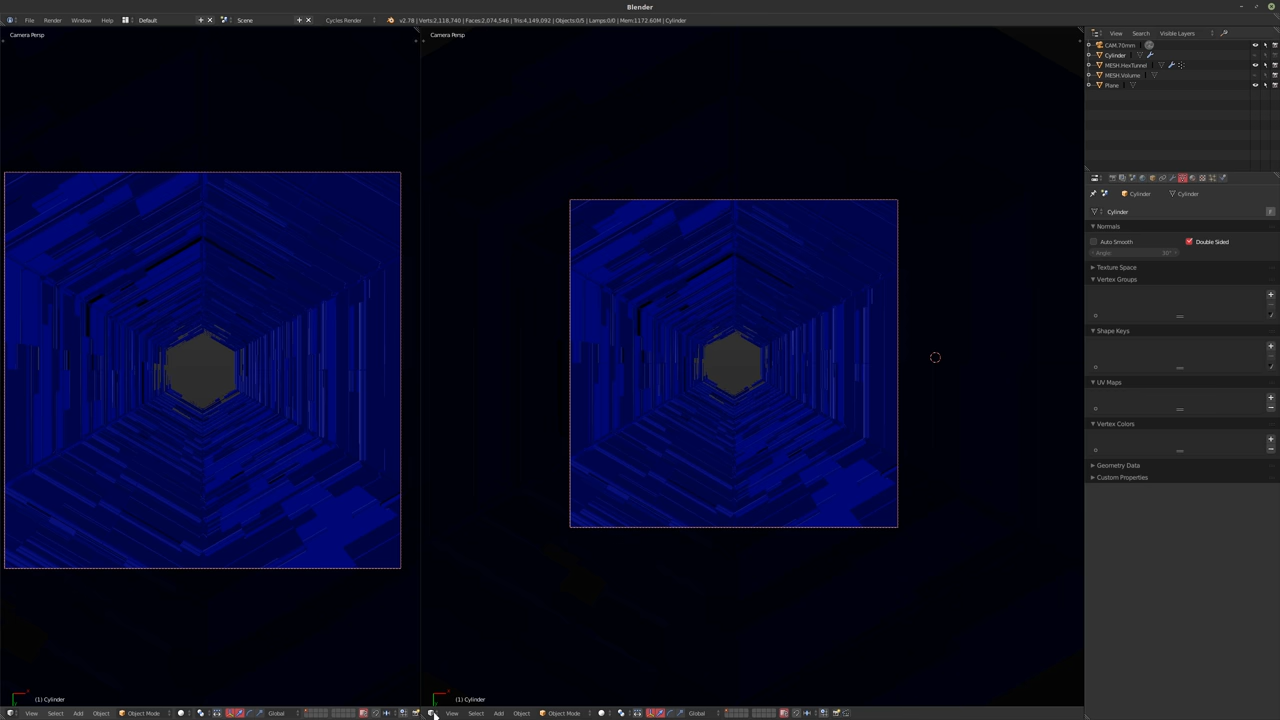 Blender
File Render Window Help Default Scene Cycles Render v2.78 | Verts:2,118,740 | Faces:2,074,546 | Tris:4,149,092 | Objects:0/5 | Lamps:0/0 | Mem:1172.60M | Cylinder
Camera Persp
Camera Persp
(1) Cylinder
(1) Cylinder
View Select Add Object Object Mode Global
View Select Add Object Object Mode Global
View Search Visible Layers
CAM.70mm
Cylinder
MESH.HexTunnel
MESH.Volume
Plane
Cylinder Cylinder
Cylinder F
Normals
Auto Smooth Double Sided
Angle: 30°
Texture Space
Vertex Groups
Shape Keys
UV Maps
Vertex Colors
Geometry Data
Custom Properties